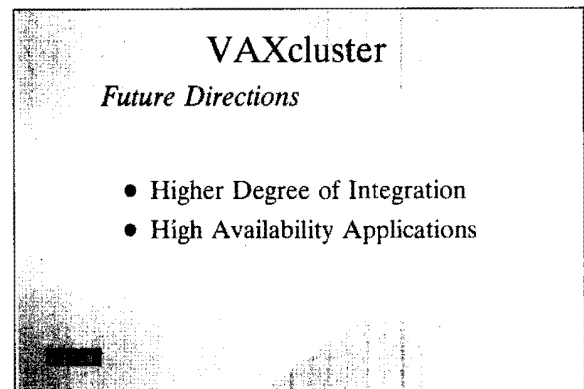 VAXcluster
Future Directions
● Higher Degree of Integration
● High Availability Applications